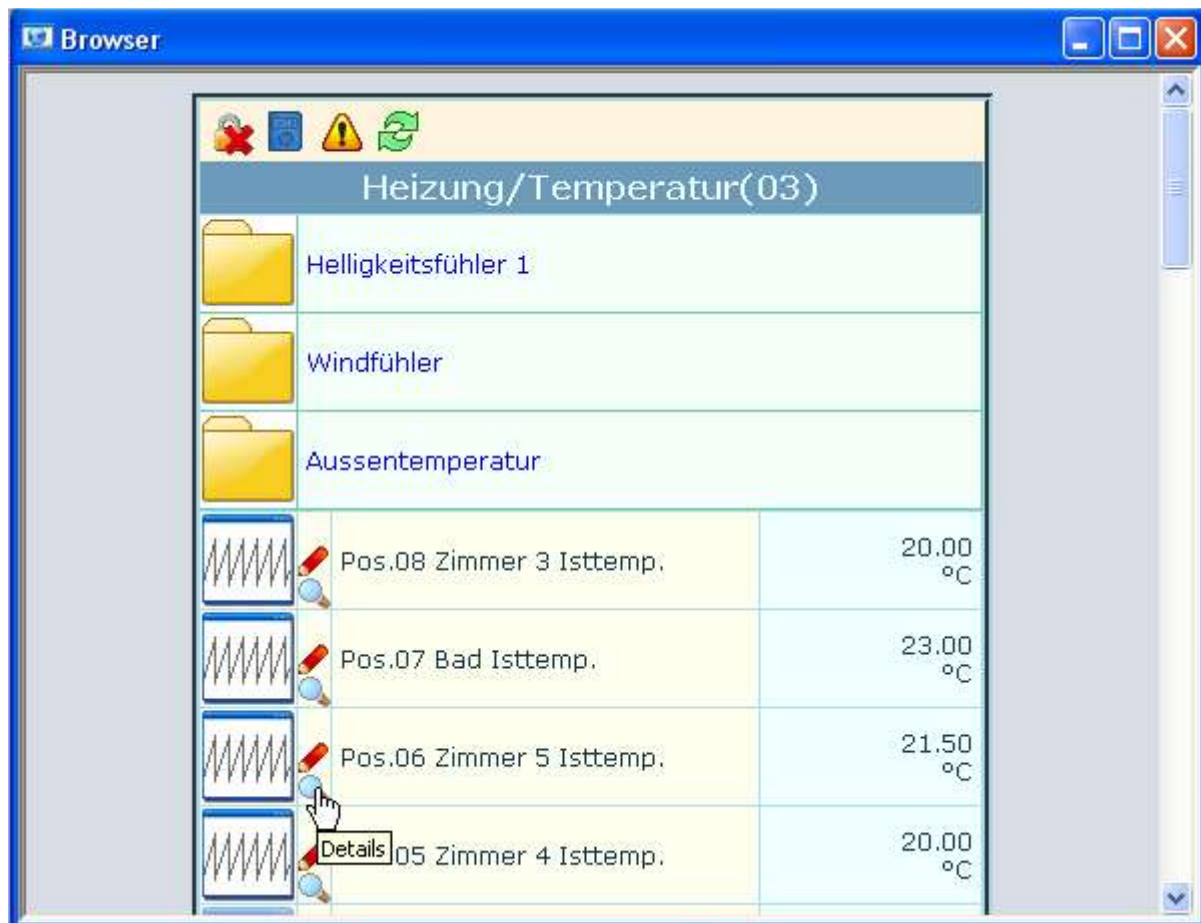 Browser
Heizung/Temperatur(03)
Helligkeitsfühler 1
Windfühler
Aussentemperatur
Pos.08 Zimmer 3 Isttemp.
20.00
°C
Pos.07 Bad Isttemp.
23.00
°C
Pos.06 Zimmer 5 Isttemp.
21.50
°C
Details
05 Zimmer 4 Isttemp.
20.00
°C